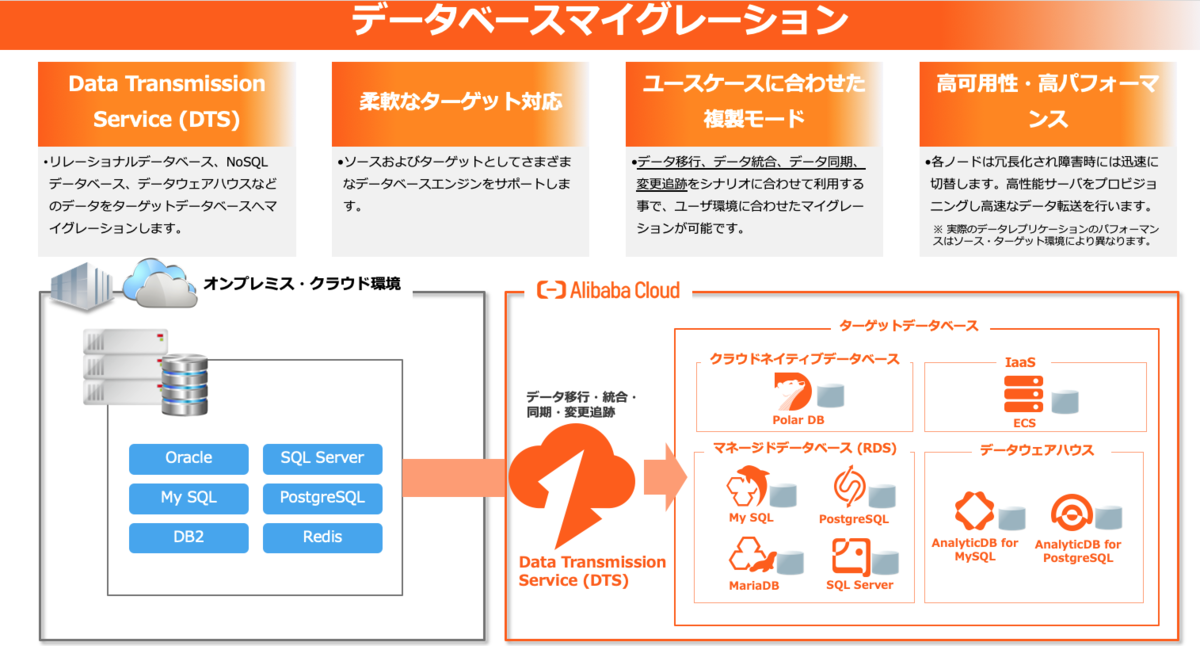 データベースマイグレーション
Data Transmission
Service (DTS)
•リレーショナルデータベース、NoSQL
データベース、データウェアハウスなど
のデータをターゲットデータベースへマ
イグレーションします。
柔軟なターゲット対応
•ソースおよびターゲットとしてさまざま
なデータベースエンジンをサポートしま
す。
ユースケースに合わせた
複製モード
•データ移行、データ統合、データ同期、
変更追跡をシナリオに合わせて利用する
事で、ユーザ環境に合わせたマイグレー
ションが可能です。
高可用性・高パフォーマ
ンス
•各ノードは冗長化され障害時には迅速に
切替します。高性能サーバをプロビジョ
ニングし高速なデータ転送を行います。
※ 実際のデータレプリケーションのパフォーマン
スはソース・ターゲット環境により異なります。
オンプレミス・クラウド環境
Oracle
SQL Server
My SQL
PostgreSQL
DB2
Redis
Alibaba Cloud
データ移行・統合・
同期・変更追跡
Data Transmission
Service (DTS)
ターゲットデータベース
クラウドネイティブデータベース
Polar DB
IaaS
ECS
マネージドデータベース (RDS)
My SQL
PostgreSQL
MariaDB
SQL Server
データウェアハウス
AnalyticDB for
MySQL
AnalyticDB for
PostgreSQL